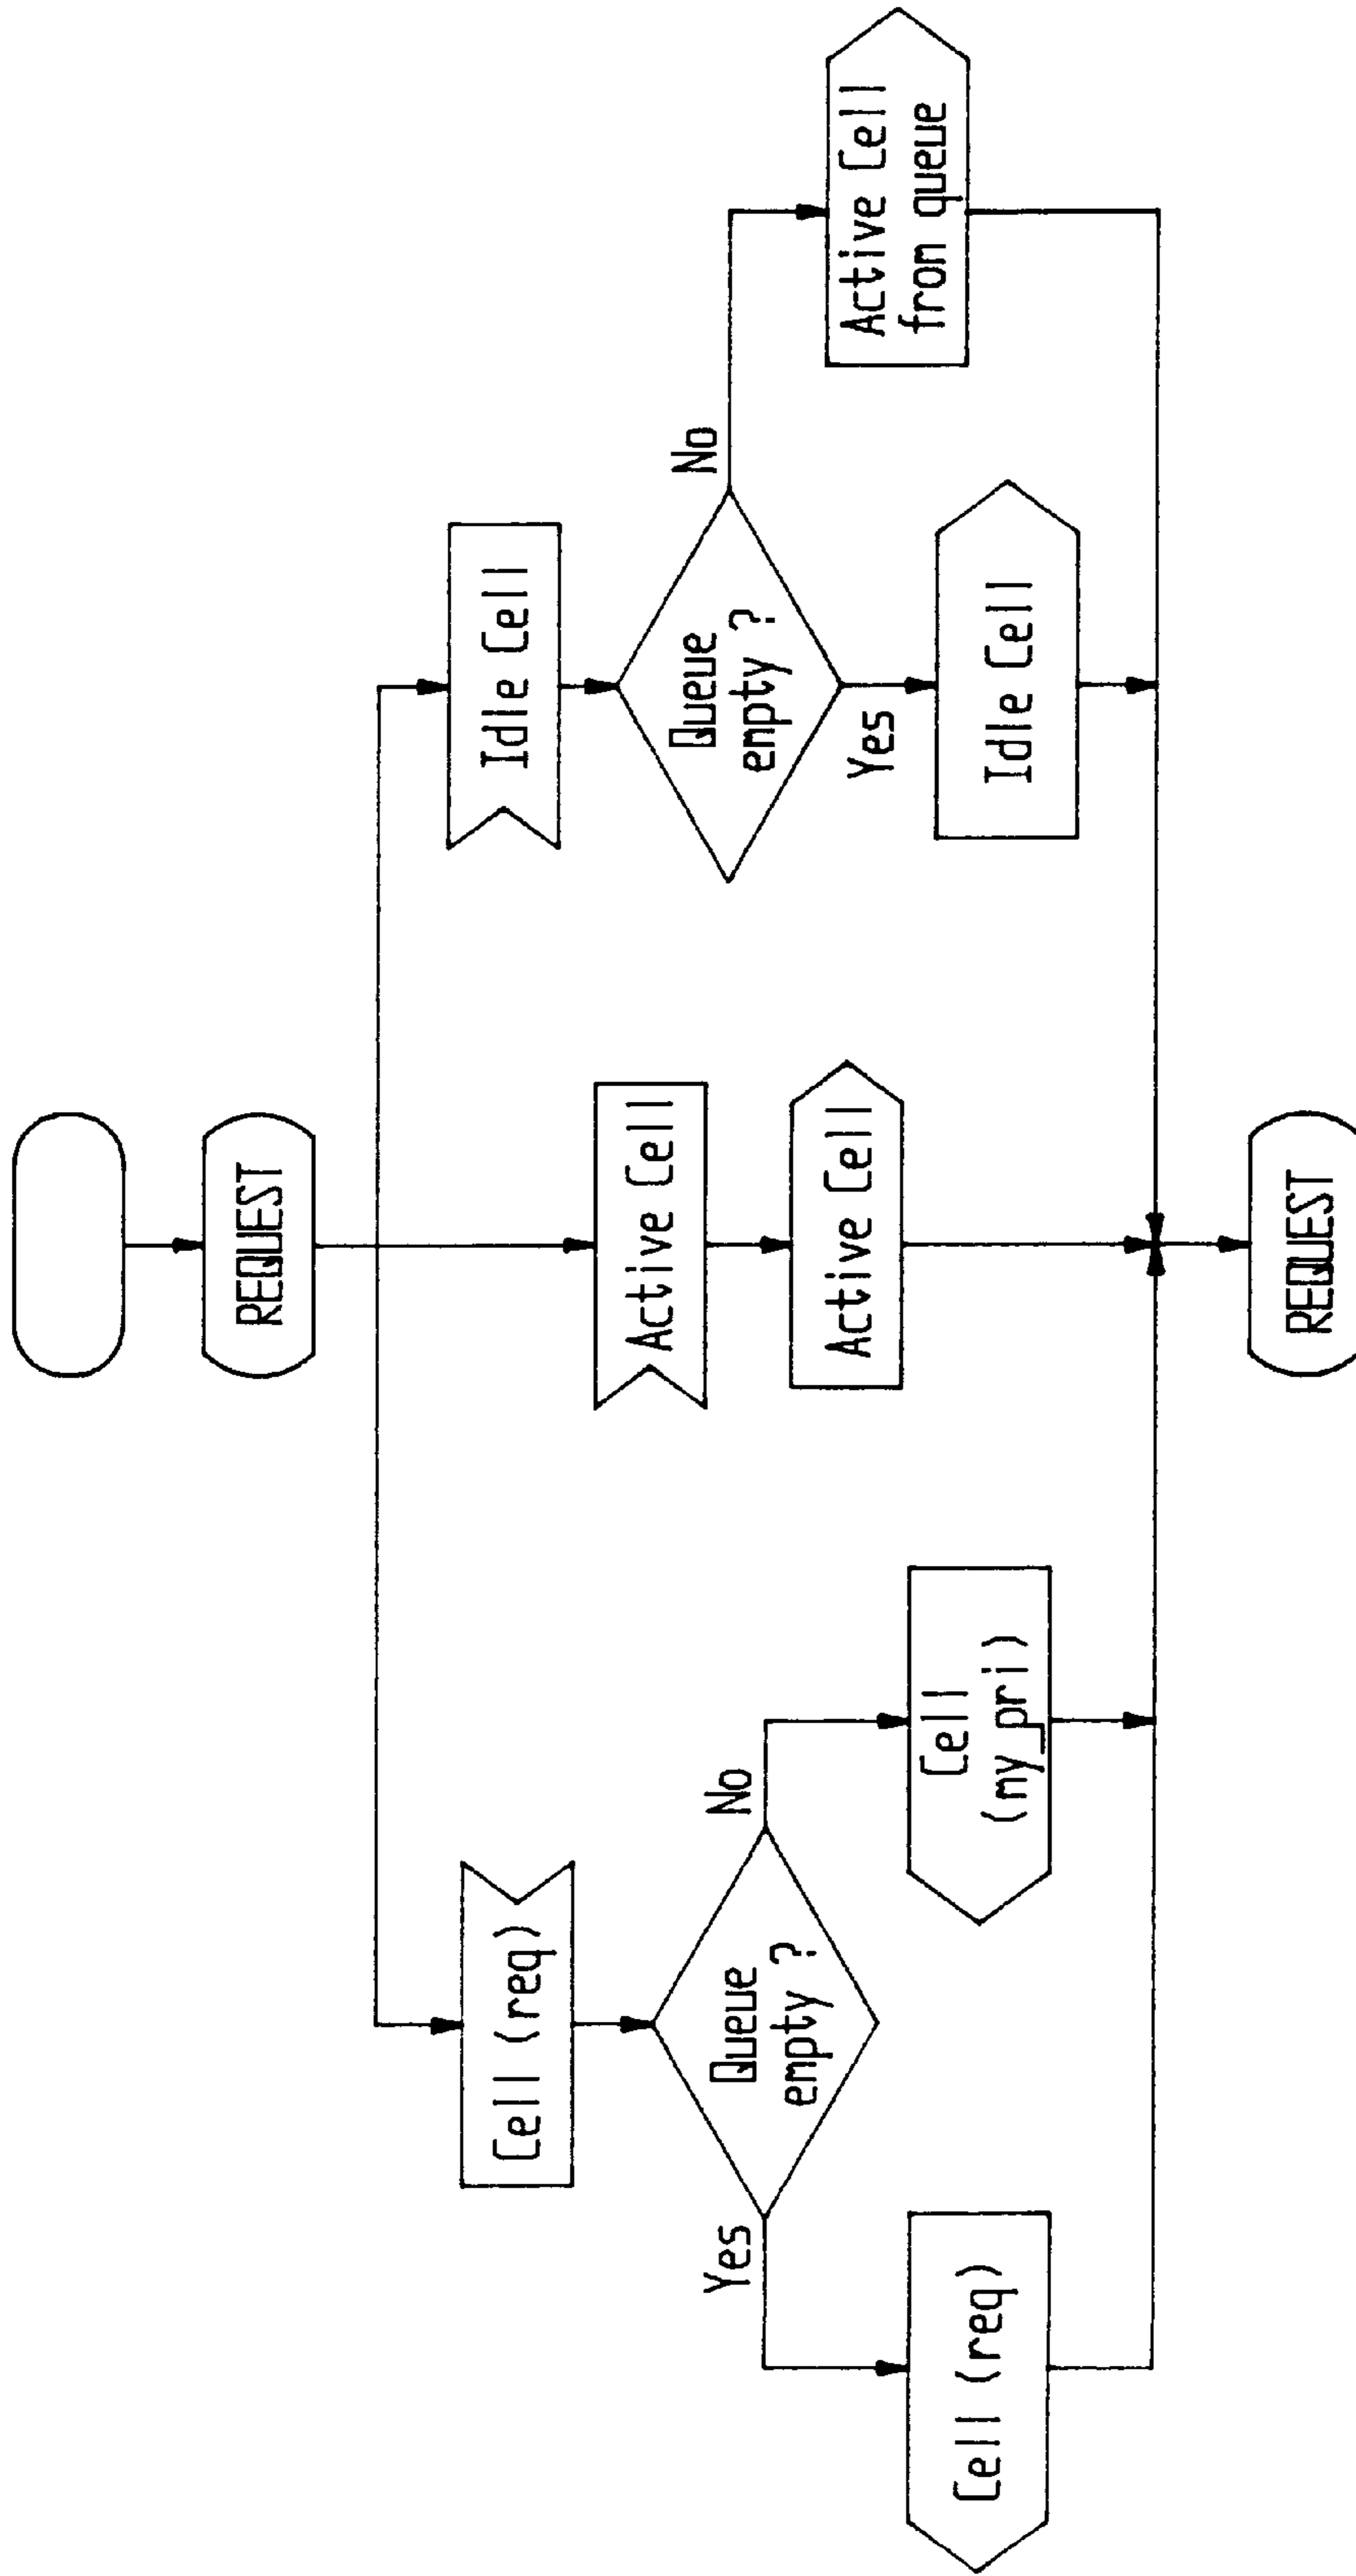 REQUEST
Cell (req)
Queue
empty ?
Yes
No
Cell (req)
Cell
(my_pri)
Active Cell
Active Cell
Idle Cell
Queue
empty ?
No
Yes
Idle Cell
Active Cell
from queue
REQUEST